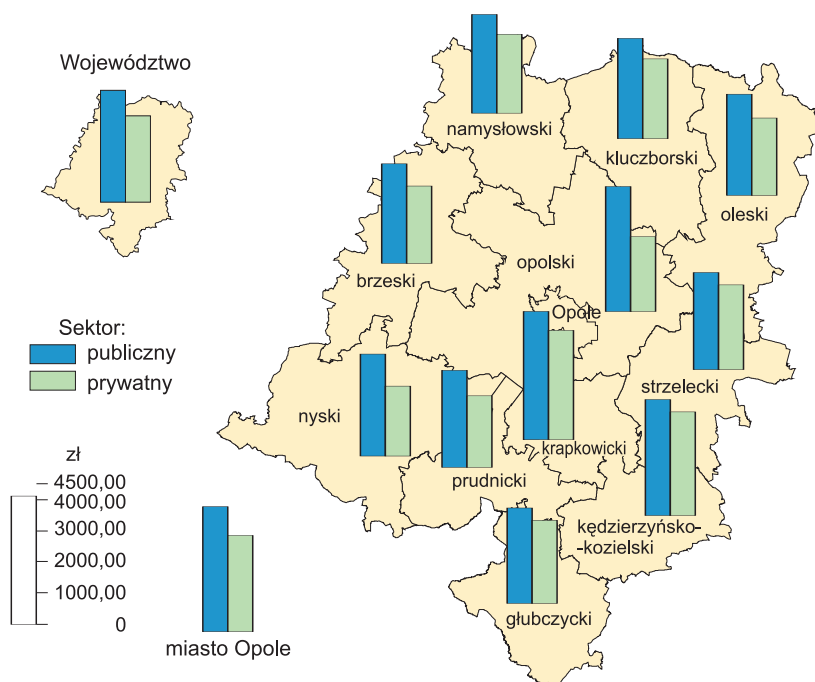 Województwo
namysłowski
kluczborski
oleski
brzeski
opolski
Opole
Sektor:
publiczny
prywatny
strzelecki
nyski
krapkowicki
prudnicki
kędzierzyńsko-
-kozielski
głubczycki
zł
4500,00
4000,00
3000,00
2000,00
1000,00
0
miasto Opole